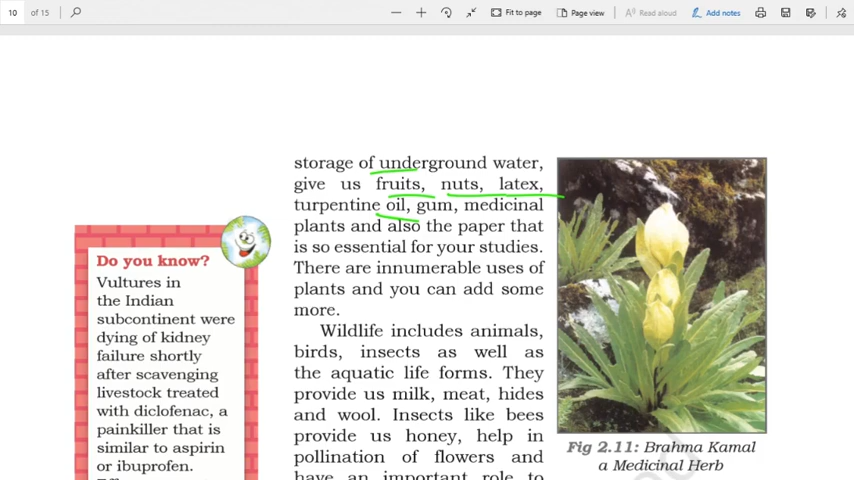 10 of 15
Fit to page
Page view
Read aloud
Add notes
storage of underground water,
give us fruits, nuts, latex,
turpentine oil, gum, medicinal
plants and also the paper that
is so essential for your studies.
There are innumerable uses of
plants and you can add some
more.
Wildlife includes animals,
birds, insects as well as
the aquatic life forms. They
provide us milk, meat, hides
and wool. Insects like bees
provide us honey, help in
pollination of flowers and
have an important role to
Do you know?
Vultures in
the Indian
subcontinent were
dying of kidney
failure shortly
after scavenging
livestock treated
with diclofenac, a
painkiller that is
similar to aspirin
or ibuprofen.
Fig 2.11: Brahma Kamal
a Medicinal Herb